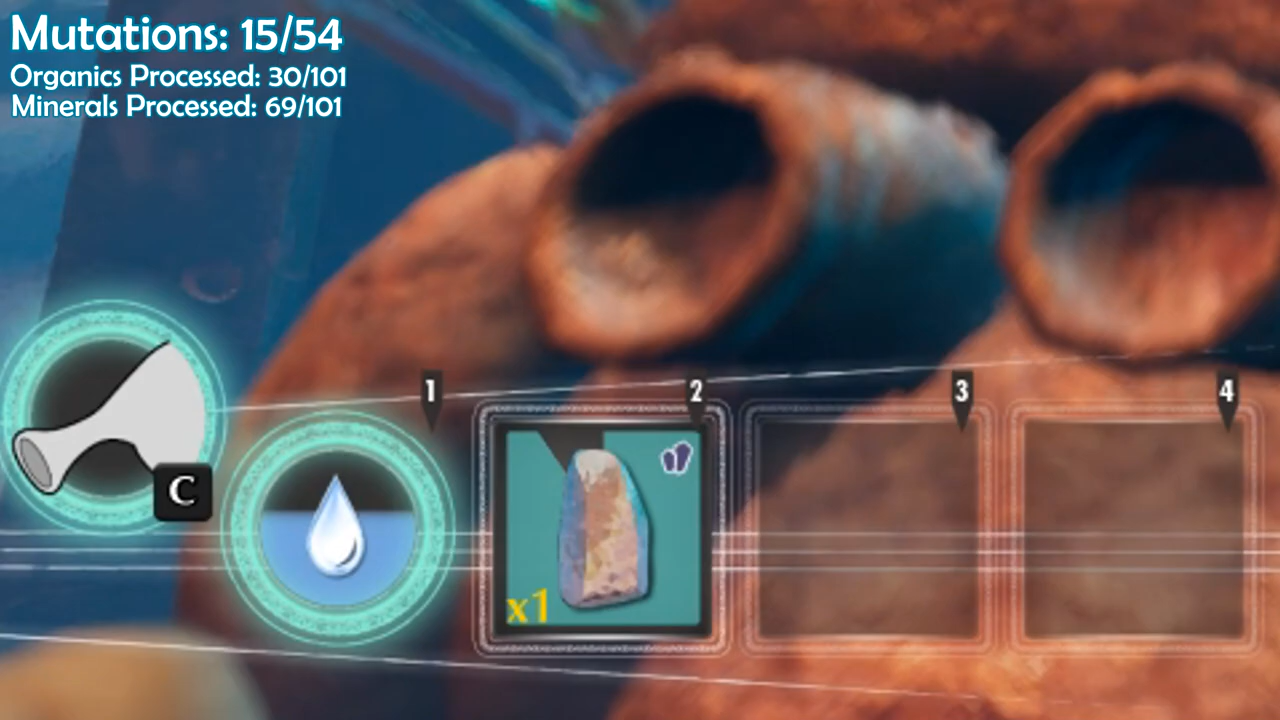 Mutations: 15/54
Organics Processed: 30/101
Minerals Processed: 69/101
1
2
3
4
C
x1